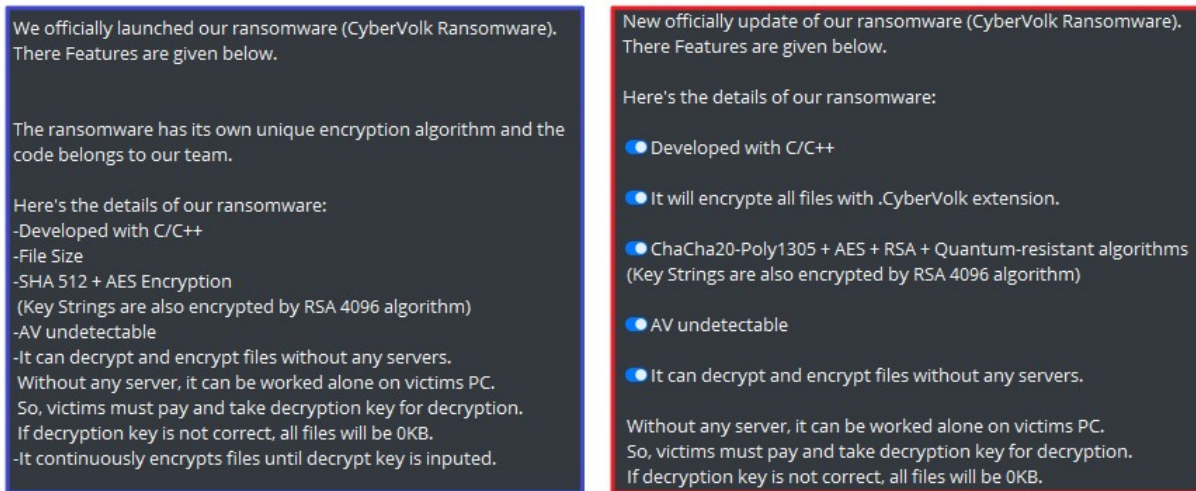 We officially launched our ransomware (CyberVolk Ransomware).
There Features are given below.
The ransomware has its own unique encryption algorithm and the
code belongs to our team.
Here's the details of our ransomware:
-Developed with C/C++
-File Size
-SHA 512 + AES Encryption
(Key Strings are also encrypted by RSA 4096 algorithm)
-AV undetectable
-It can decrypt and encrypt files without any servers.
Without any server, it can be worked alone on victims PC.
So, victims must pay and take decryption key for decryption.
If decryption key is not correct, all files will be 0KB.
-It continuously encrypts files until decrypt key is inputed.
New officially update of our ransomware (CyberVolk Ransomware).
There Features are given below.
Here's the details of our ransomware:
Developed with C/C++
It will encrypte all files with .CyberVolk extension.
ChaCha20-Poly1305 + AES + RSA + Quantum-resistant algorithms
(Key Strings are also encrypted by RSA 4096 algorithm)
AV undetectable
It can decrypt and encrypt files without any servers.
Without any server, it can be worked alone on victims PC.
So, victims must pay and take decryption key for decryption.
If decryption key is not correct, all files will be 0KB.